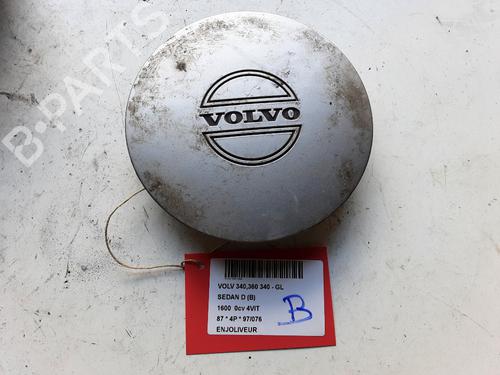 B-PARTS
VOLVO
VOLV 340,360 340 - GL
SEDAN D (B)
1600 0cv 4VIT
87 * 4P * 97/076
ENJOLIVEUR
B